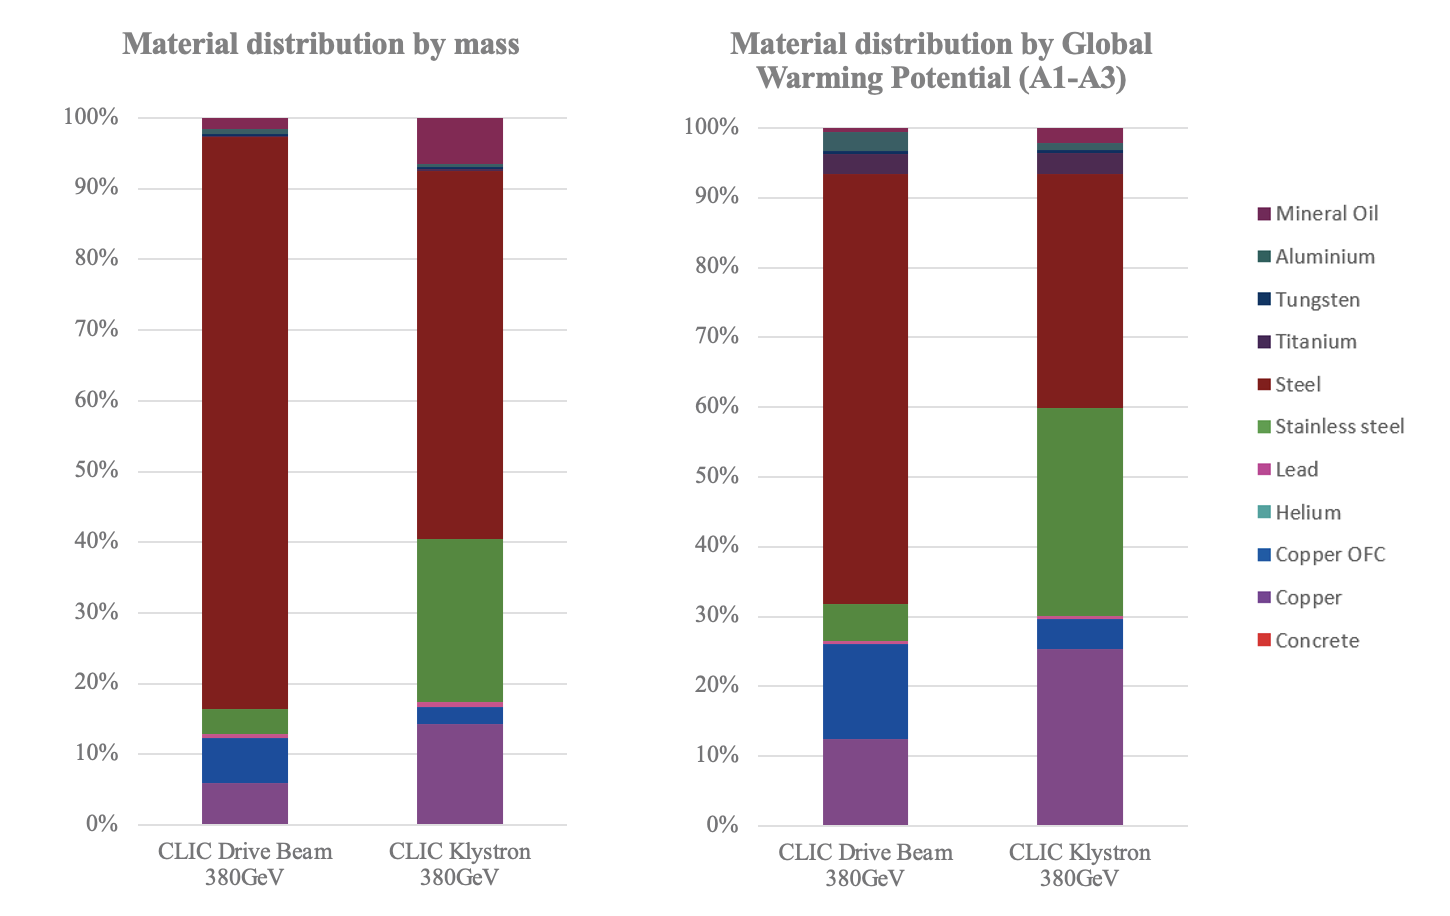 Material distribution by mass
100%
90%
80%
70%
60%
50%
40%
30%
20%
10%
0%
CLIC Drive Beam
380GeV
CLIC Klystron
380GeV
Material distribution by Global
Warming Potential (A1-A3)
100%
90%
80%
70%
60%
50%
40%
30%
20%
10%
0%
CLIC Drive Beam
380GeV
CLIC Klystron
380GeV
Mineral Oil
Aluminium
Tungsten
Titanium
Steel
Stainless steel
Lead
Helium
Copper OFC
Copper
Concrete